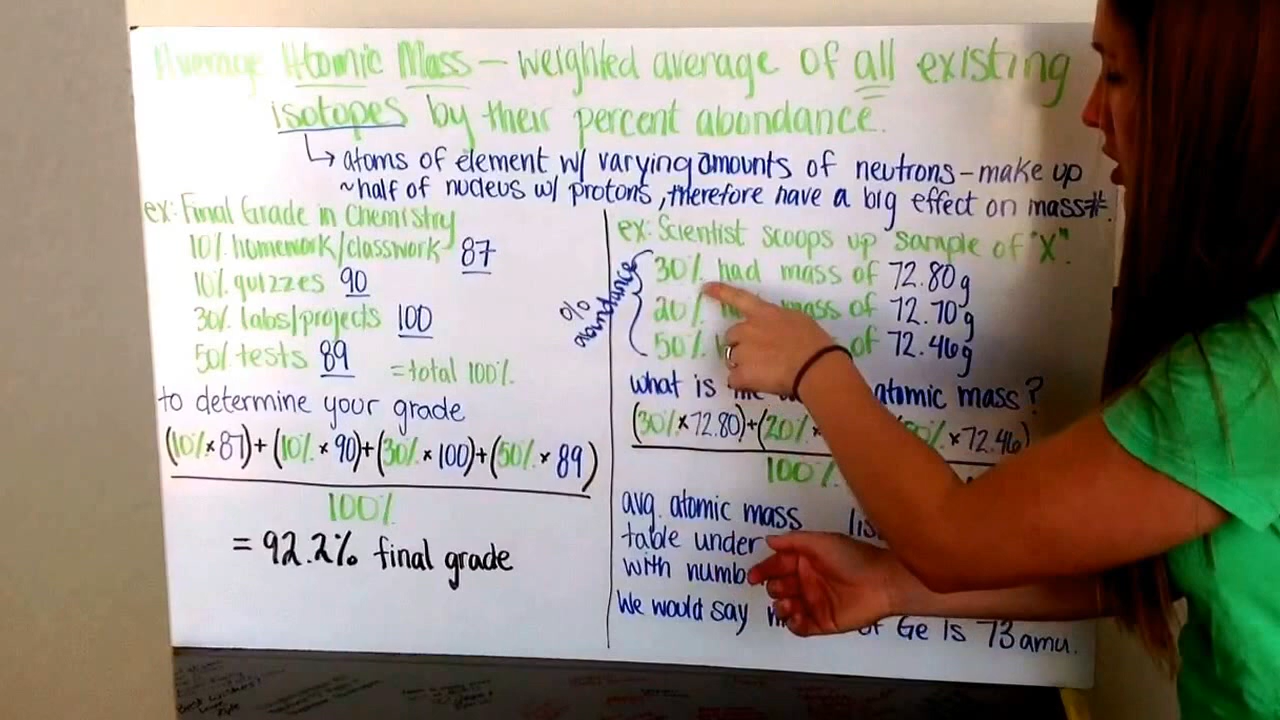 Average Atomic Mass – weighted average of all existing
isotopes by their percent abundance.
↳ atoms of element w/ varying amounts of neutrons – make up
~half of nucleus w/ protons, therefore have a big effect on mass#.
ex: Final Grade in Chemistry
10% homework/classwork 87
10% quizzes 90
30% labs/projects 100
50% tests 89 = total 100%
to determine your grade
(10% × 87) + (10% × 90) + (30% × 100) + (50% × 89)
100%
= 92.2% final grade
ex: Scientist scoops up sample of "X".
% abundance
30% had mass of 72.80g
20% mass of 72.70g
50% of 72.46g
what is atomic mass?
(30% × 72.80) + (20% × × 72.46)
100%
avg. atomic mass
table under
with
We would say of Ge is 73 amu.